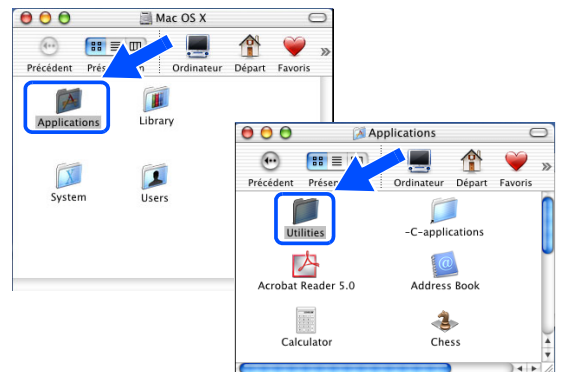 Mac OS X
Précédent Ordinateur Départ Favoris
Applications Library
System Users
Applications
Précédent Ordinateur Départ Favoris
Utilities -C-applications
Acrobat Reader 5.0 Address Book
Calculator Chess